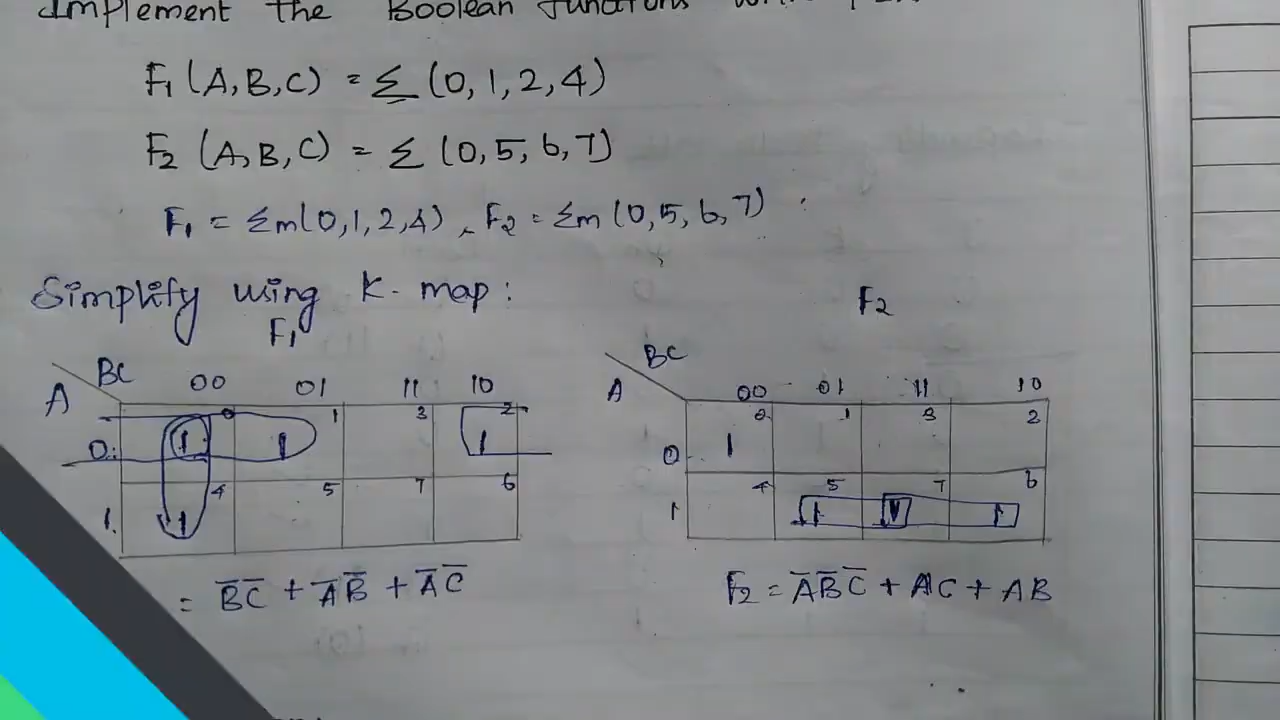 Implement the Boolean functions
F₁ (A, B, C) = Σ (0, 1, 2, 4)
F₂ (A, B, C) = Σ (0, 5, 6, 7)
F₁ = Σm(0,1,2,4), F₂ = Σm (0,5,6,7)
Simplify using K-map:
F₁
F₂
BC 00 01 11 10
A
0 1 3 2
0 1 1 1
4 5 7 6
1 1
BC
A 00 01 11 10
0 1 3 2
0 1
4 5 7 6
1 1 1 1
= B̅C̅ + A̅B̅ + A̅C̅
F₂ = A̅B̅C̅ + AC + AB